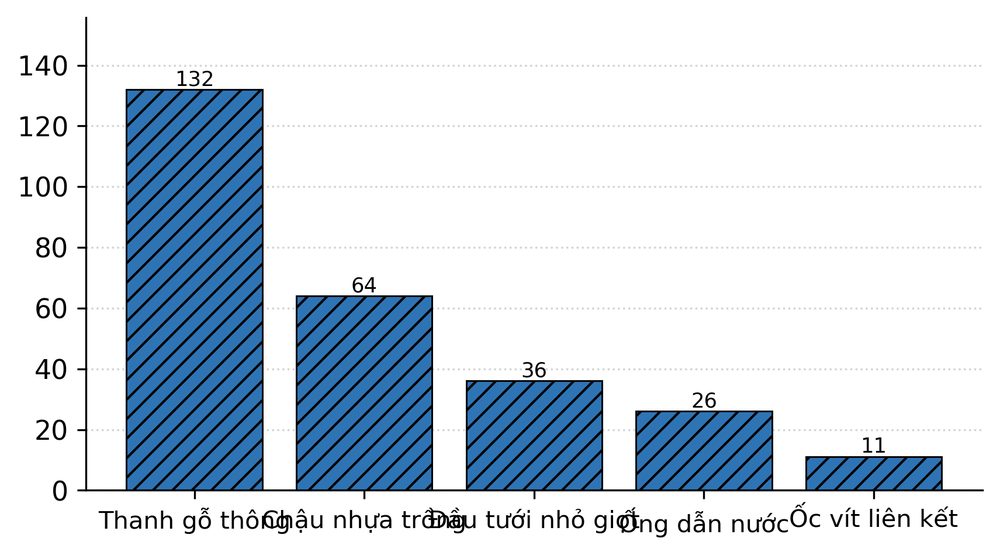 140
120
100
80
60
40
20
0
132
64
36
26
11
Thanh gỗ thông
Chậu nhựa trồng
Đầu tưới nhỏ giọt
Ống dẫn nước
Ốc vít liên kết